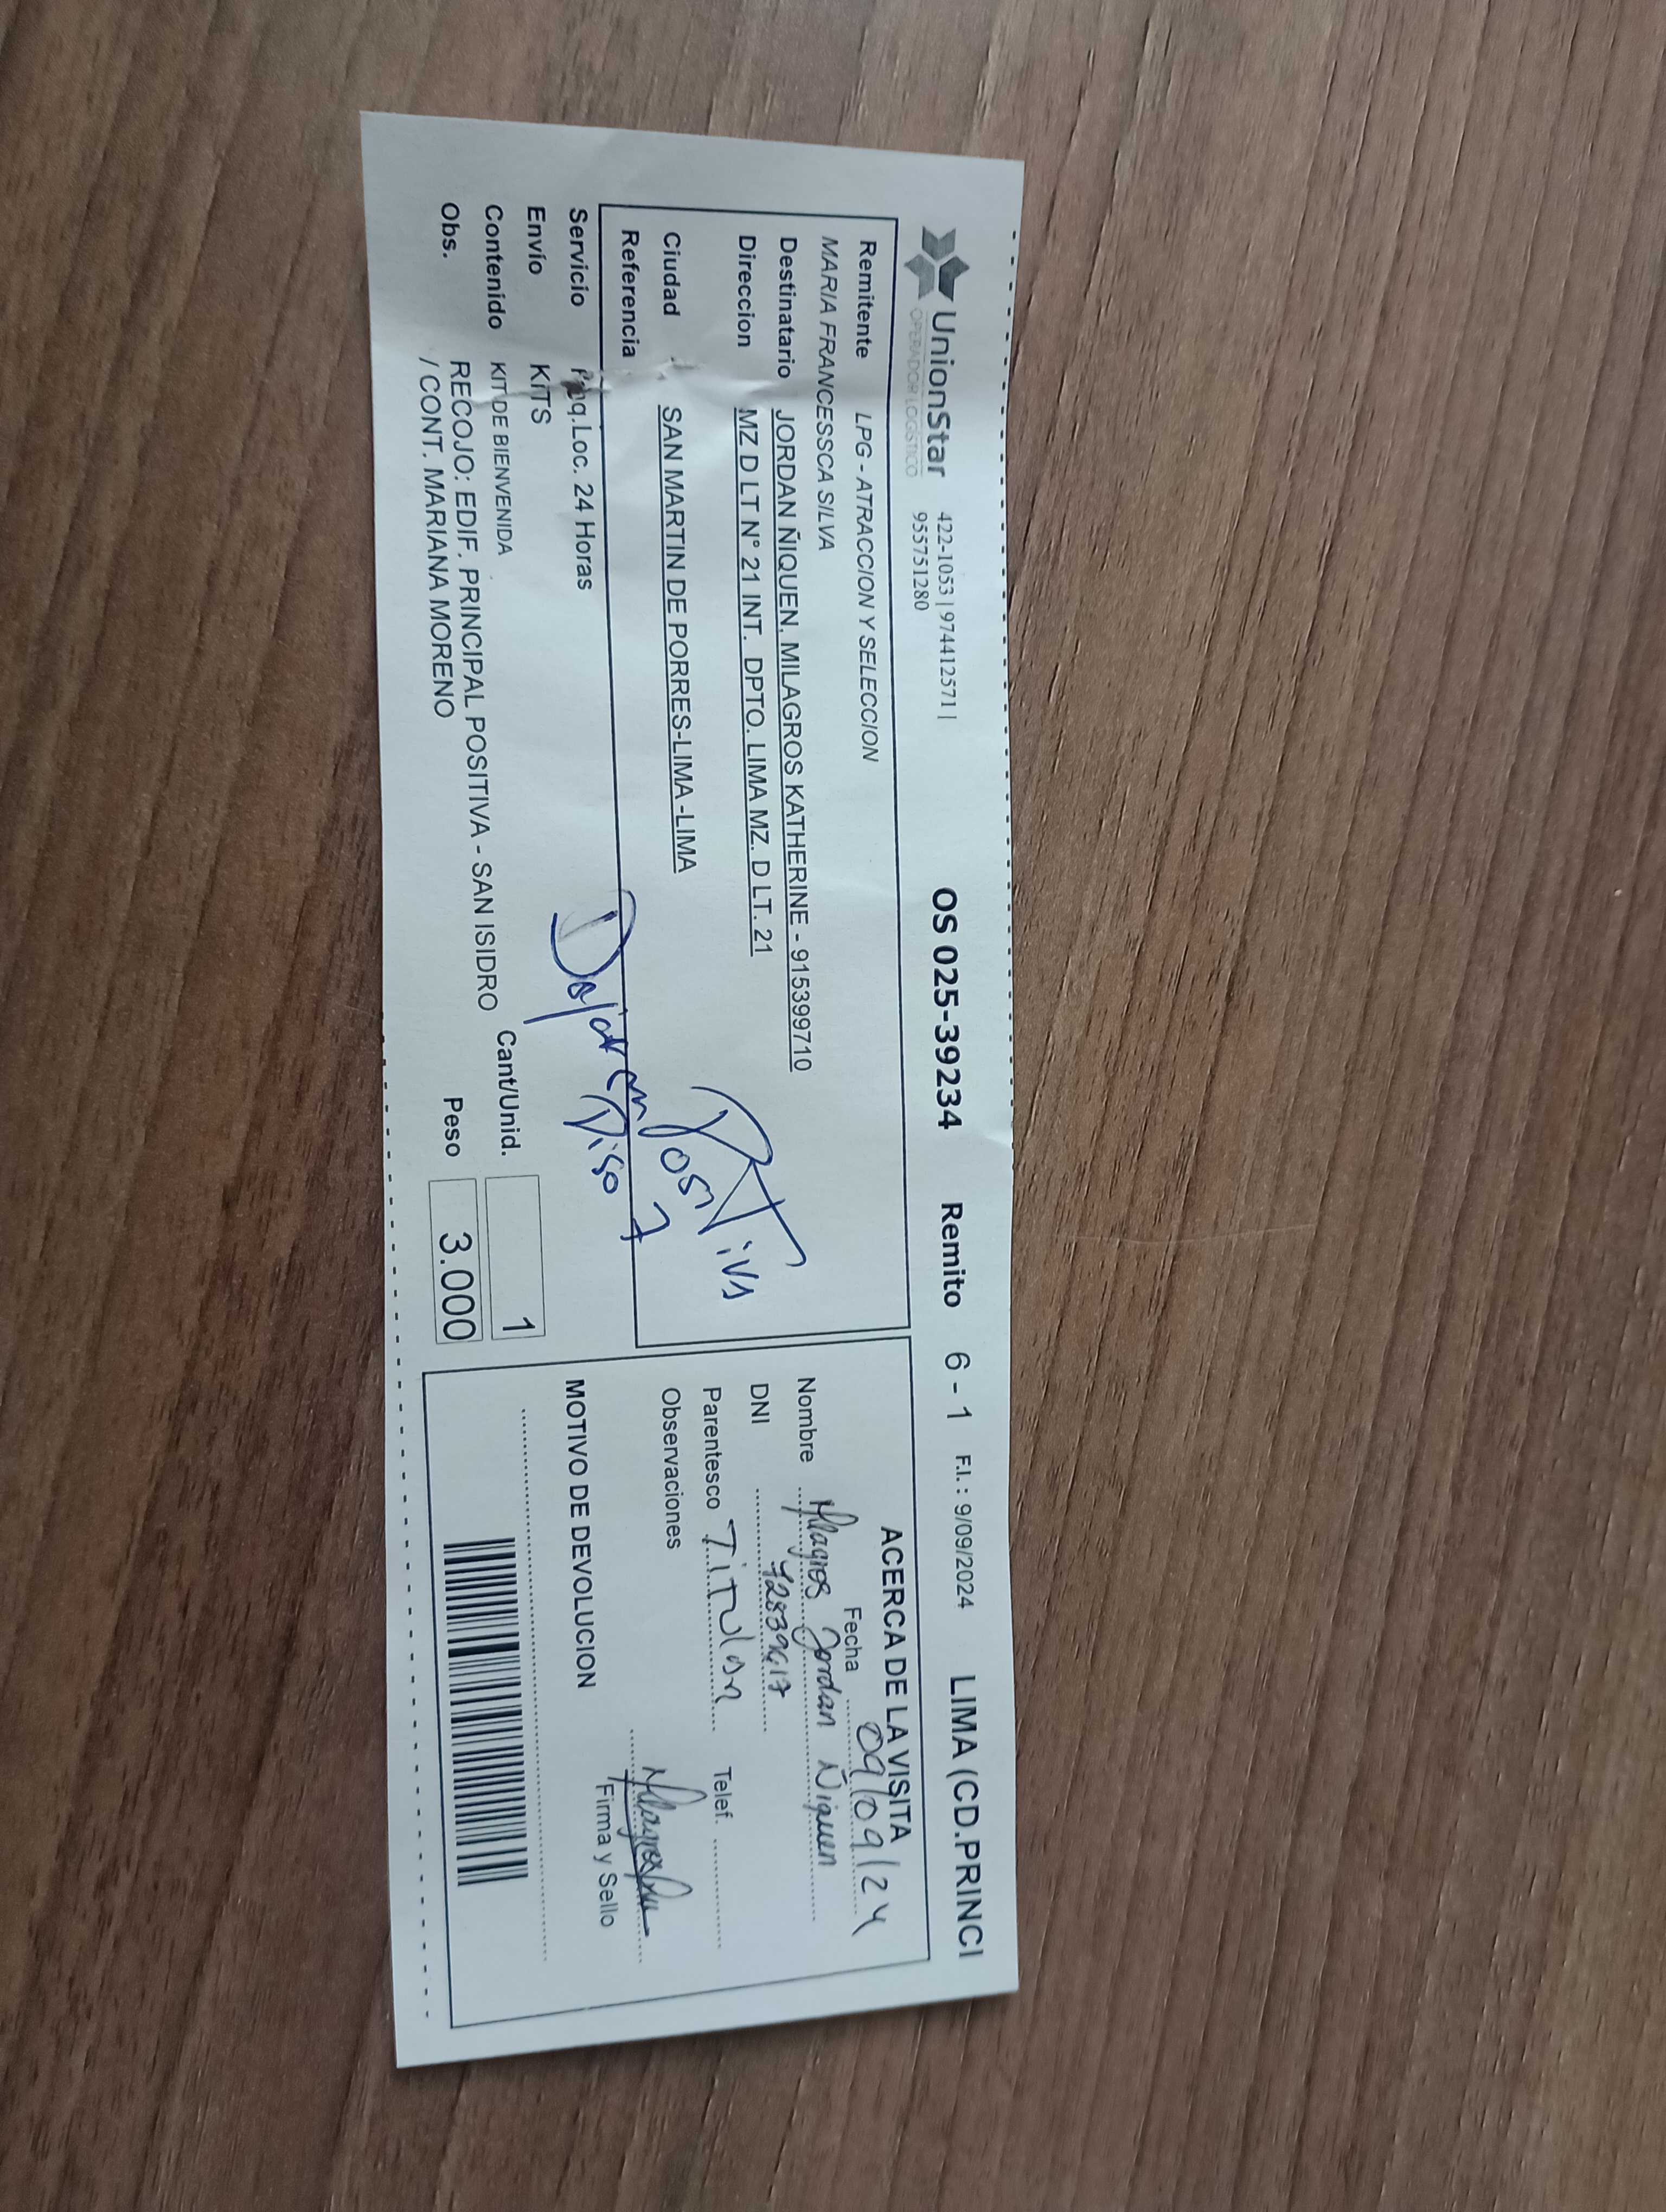 UnionStar
OPERADOR LOGISTICO
422-1053 | 974412571 |
955751280
OS 025-39234 Remito 6 - 1 F.I. : 9/09/2024 LIMA (CD.PRINCI
Remitente LPG - ATRACCION Y SELECCION
MARIA FRANCESSCA SILVA
Destinatario JORDAN ÑIQUEN, MILAGROS KATHERINE - 915399710
Direccion MZ D LT N° 21 INT. DPTO. LIMA MZ. D LT. 21
Ciudad SAN MARTIN DE PORRES-LIMA -LIMA
Referencia
Servicio Paq.Loc. 24 Horas
Envío KITS
Contenido KIT DE BIENVENIDA
Obs. RECOJO: EDIF. PRINCIPAL POSITIVA - SAN ISIDRO
/ CONT. MARIANA MORENO
Cant/Unid. 1
Peso 3.000
Dejar en Positiva
Piso 7
ACERCA DE LA VISITA
Fecha 09/09/24
Nombre Milagros Jordan Ñiquen
DNI
Parentesco Titular Telef.
Observaciones
Firma y Sello
MOTIVO DE DEVOLUCION